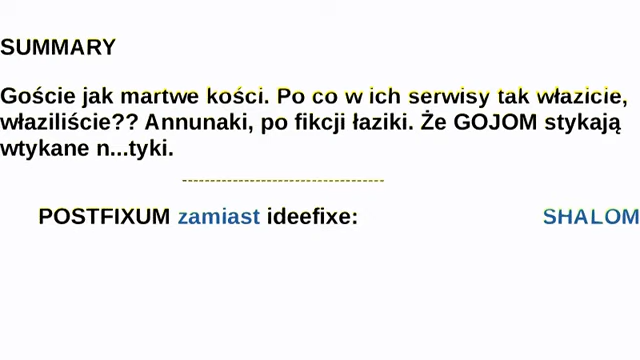 SUMMARY
Goście jak martwe kości. Po co w ich serwisy tak włazicie,
właziliście?? Annunaki, po fikcji łaziki. Że GOJOM stykają
wtykane n...tyki.
-----------------------------------
POSTFIXUM zamiast ideefixe: SHALOM